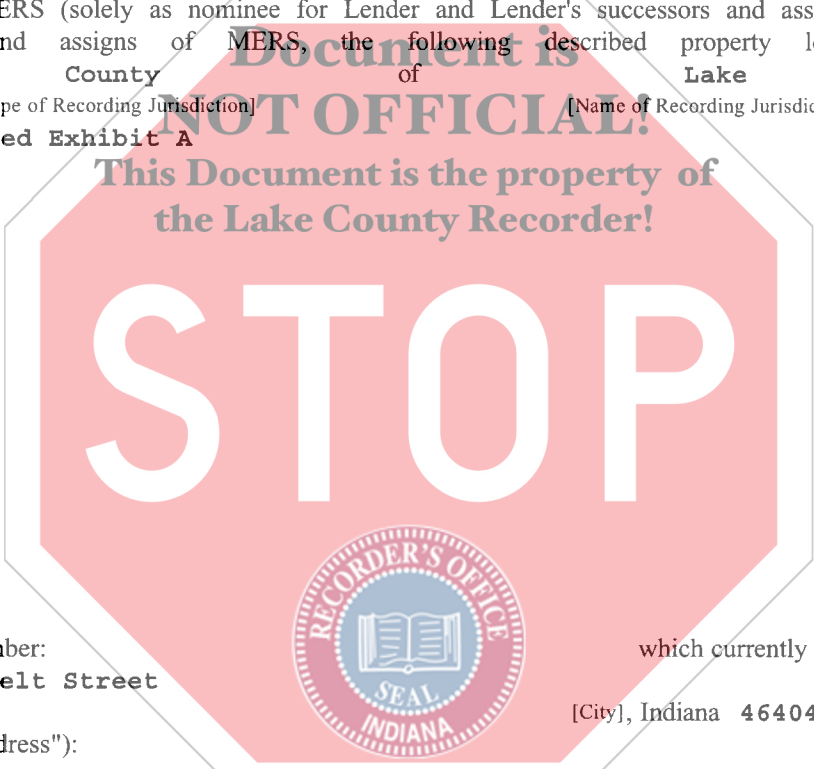 ERS (solely as nominee for Lender and Lender's successors and ass
nd assigns of MERS, the following described property l
Document is
County of Lake
pe of Recording Jurisdiction] [Name of Recording Jurisdic
NOT OFFICIAL!
ed Exhibit A
This Document is the property of
the Lake County Recorder!
STOP
RECORDER'S OFFICE
SEAL
INDIANA
nber: which currently
elt Street
[City], Indiana 46404
dress"):